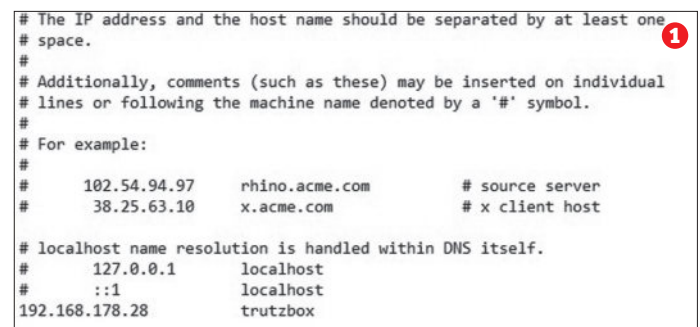 # The IP address and the host name should be separated by at least one
# space.
1
#
# Additionally, comments (such as these) may be inserted on individual
# lines or following the machine name denoted by a '#' symbol.
#
# For example:
#
#      102.54.94.97     rhino.acme.com          # source server
#       38.25.63.10     x.acme.com              # x client host

# localhost name resolution is handled within DNS itself.
#       127.0.0.1       localhost
#       ::1             localhost
192.168.178.28          trutzbox